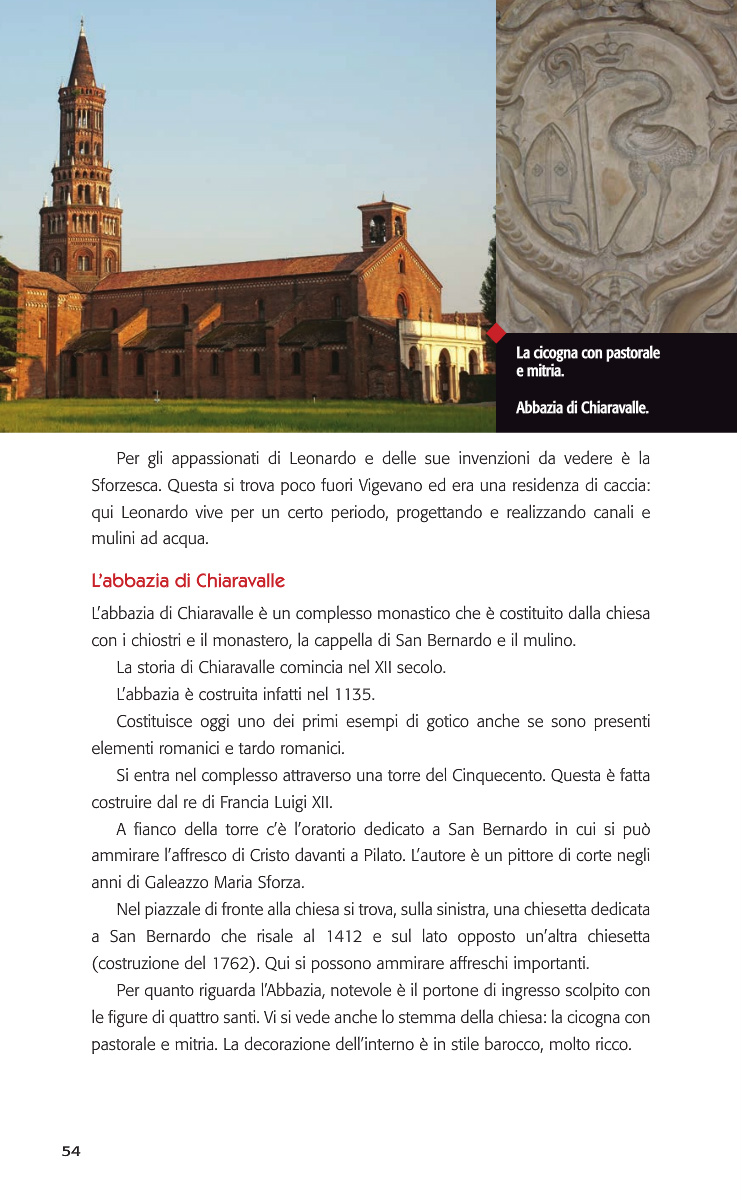 La cicogna con pastorale
e mitria.
Abbazia di Chiaravalle.
Per gli appassionati di Leonardo e delle sue invenzioni da vedere è la
Sforzesca. Questa si trova poco fuori Vigevano ed era una residenza di caccia:
qui Leonardo vive per un certo periodo, progettando e realizzando canali e
mulini ad acqua.
L'abbazia di Chiaravalle
L'abbazia di Chiaravalle è un complesso monastico che è costituito dalla chiesa
con i chiostri e il monastero, la cappella di San Bernardo e il mulino.
La storia di Chiaravalle comincia nel XII secolo.
L'abbazia è costruita infatti nel 1135.
Costituisce oggi uno dei primi esempi di gotico anche se sono presenti
elementi romanici e tardo romanici.
Si entra nel complesso attraverso una torre del Cinquecento. Questa è fatta
costruire dal re di Francia Luigi XII.
A fianco della torre c'è l'oratorio dedicato a San Bernardo in cui si può
ammirare l'affresco di Cristo davanti a Pilato. L'autore è un pittore di corte negli
anni di Galeazzo Maria Sforza.
Nel piazzale di fronte alla chiesa si trova, sulla sinistra, una chiesetta dedicata
a San Bernardo che risale al 1412 e sul lato opposto un'altra chiesetta
(costruzione del 1762). Qui si possono ammirare affreschi importanti.
Per quanto riguarda l'Abbazia, notevole è il portone di ingresso scolpito con
le figure di quattro santi. Vi si vede anche lo stemma della chiesa: la cicogna con
pastorale e mitria. La decorazione dell'interno è in stile barocco, molto ricco.
54